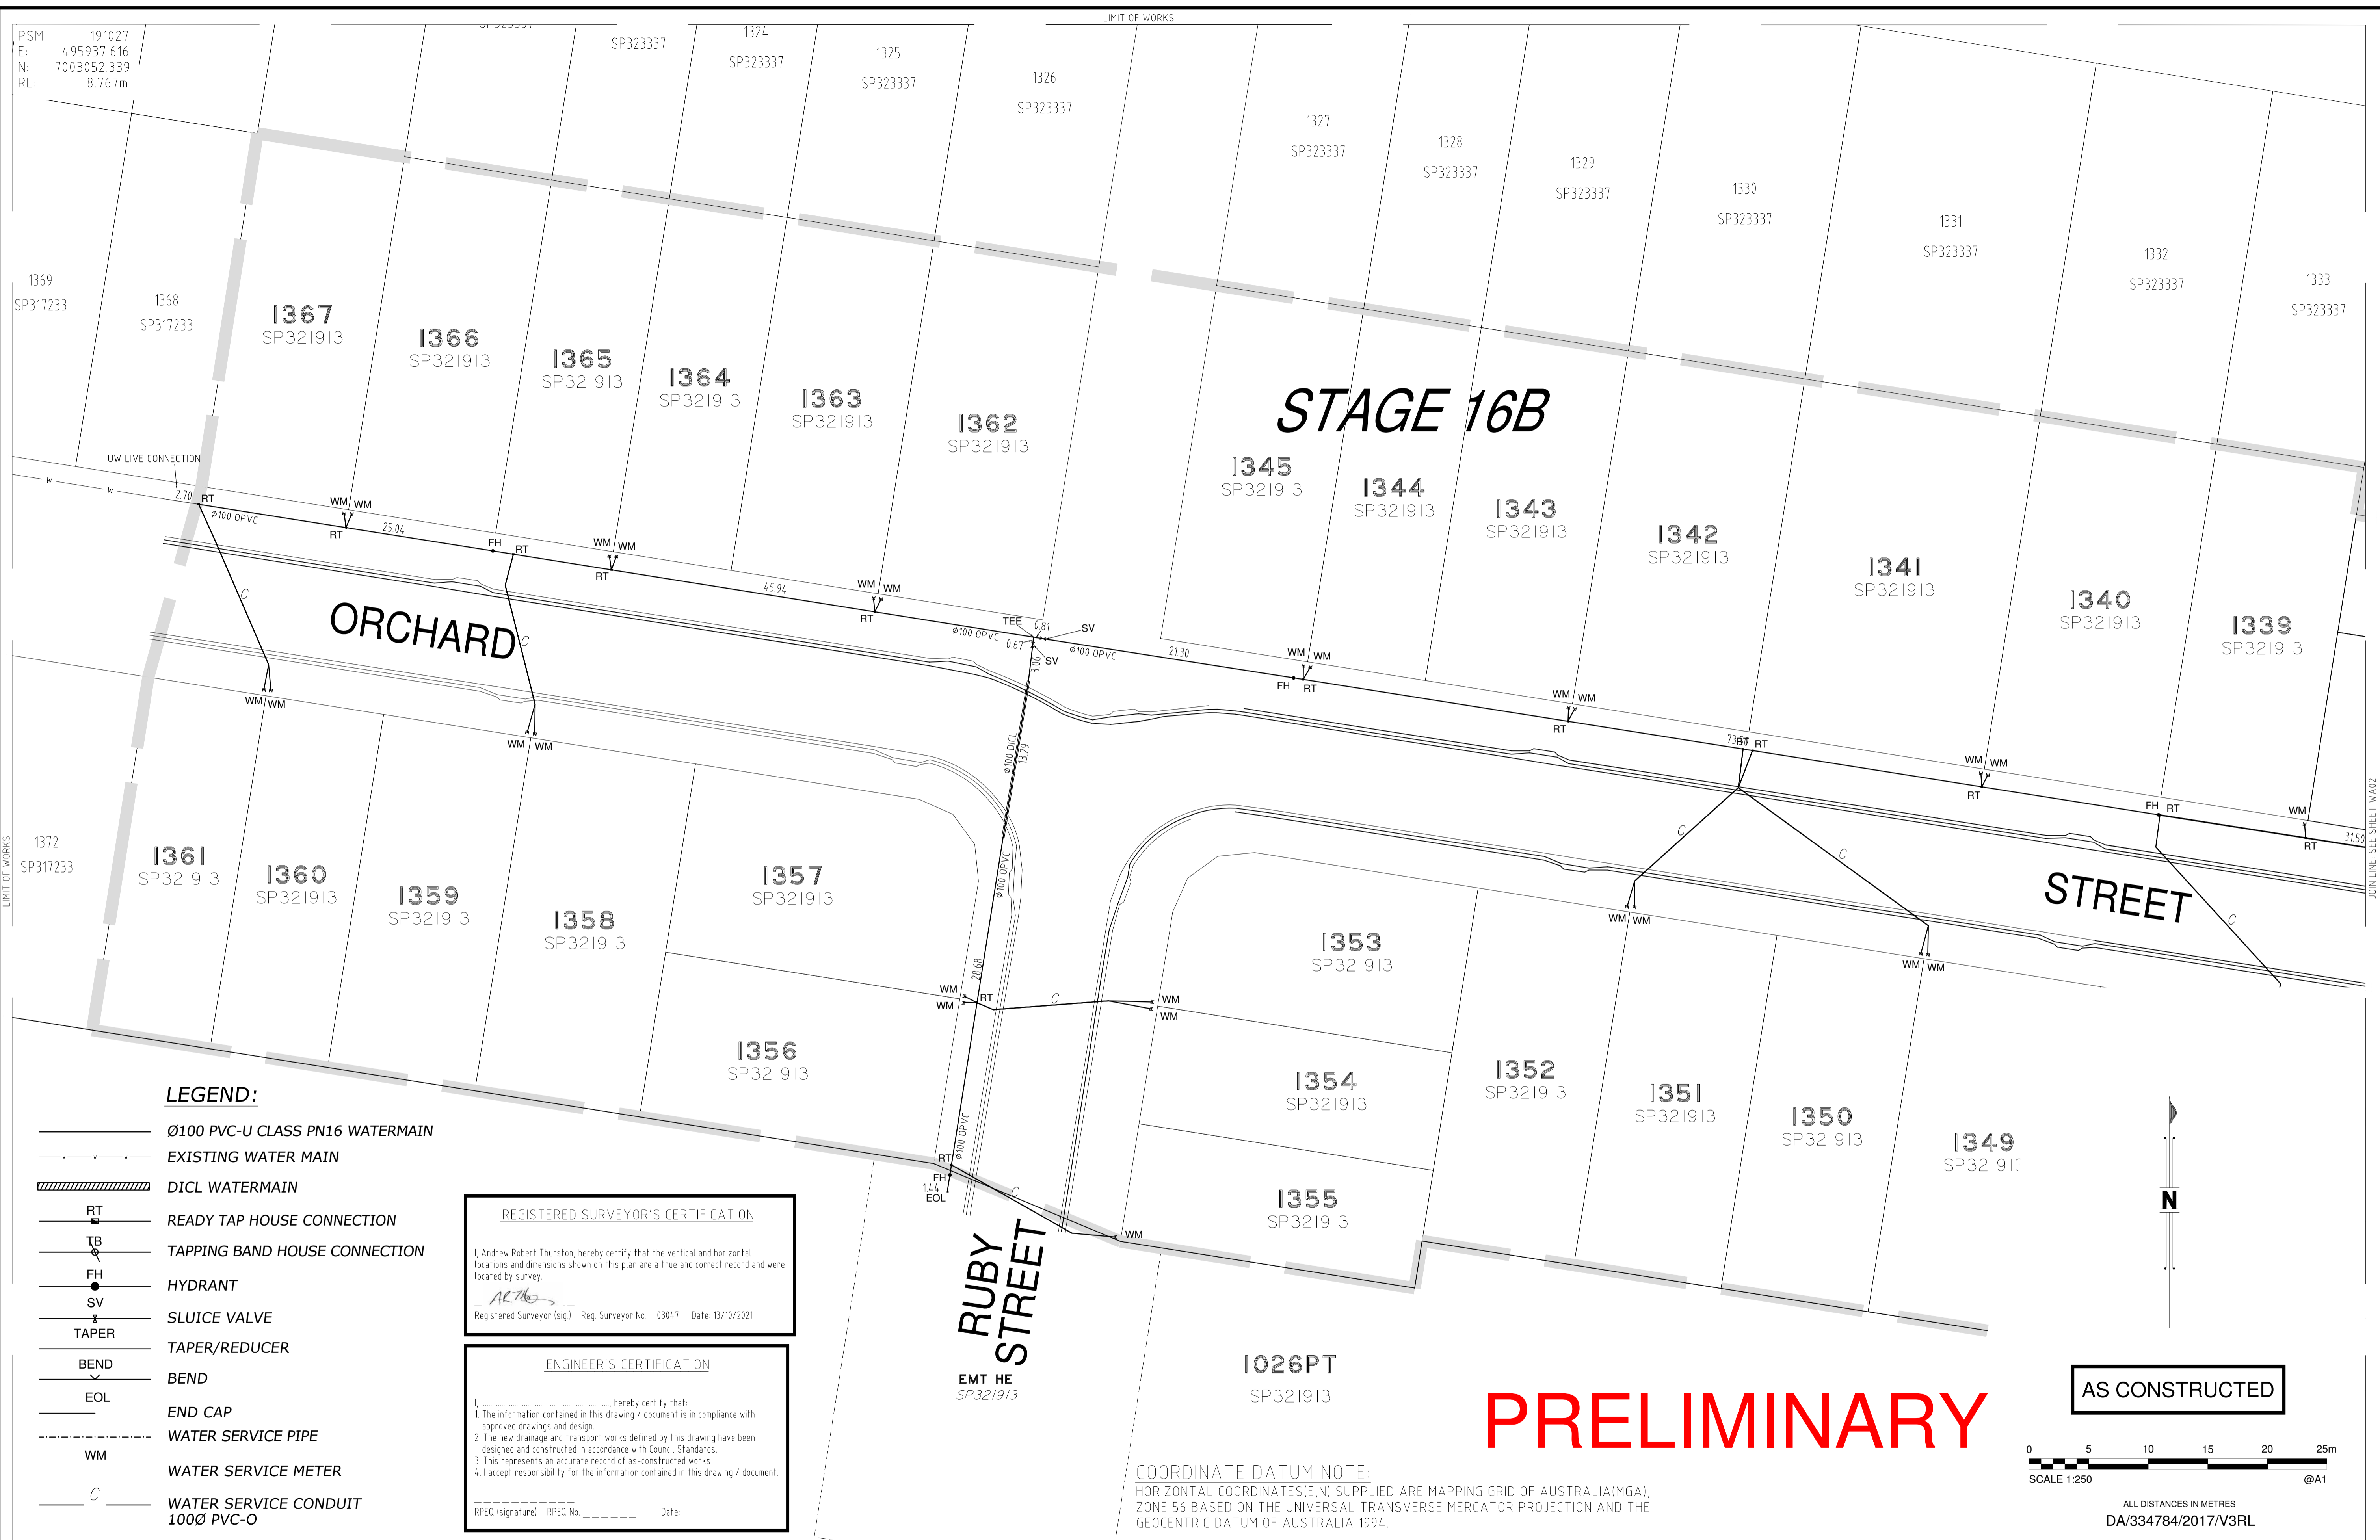 LIMIT OF WORKS
PSM 191027
E: 495937.616
N: 7003052.339
RL: 8.767m
SP323337
1324
SP323337
1325
SP323337
1326
SP323337
1327
SP323337
1328
SP323337
1329
SP323337
1330
SP323337
1331
SP323337
1332
SP323337
1333
SP323337
1369
SP317233
1368
SP317233
1367
SP321913
1366
SP321913
1365
SP321913
1364
SP321913
1363
SP321913
1362
SP321913
STAGE 16B
1345
SP321913
1344
SP321913
1343
SP321913
1342
SP321913
1341
SP321913
1340
SP321913
1339
SP321913
UW LIVE CONNECTION
W W
2.70 RT
Ø100 OPVC
WM WM
RT
25.04
FH RT
WM WM
RT
45.94
WM WM
RT
Ø100 OPVC
TEE
0.81
SV
0.67
SV
3.06
Ø100 OPVC
21.30
WM WM
FH RT
WM WM
RT
RT RT
WM WM
RT
FH RT
WM
RT
31.50
C
ORCHARD
C
Ø100 DICL
13.29
WM WM
WM WM
C
C
STREET
C
JOIN LINE. SEE SHEET WA02
LIMIT OF WORKS
1372
SP317233
1361
SP321913
1360
SP321913
1359
SP321913
1358
SP321913
1357
SP321913
Ø100 OPVC
28.68
WM
WM
RT
C
WM
WM
1353
SP321913
WM WM
WM WM
1356
SP321913
1354
SP321913
1352
SP321913
1351
SP321913
1350
SP321913
1349
SP32191
1355
SP321913
Ø100 OPVC
RT
FH
1.44
EOL
C
WM
RUBY
STREET
EMT HE
SP321913
1026PT
SP321913
N
LEGEND:
Ø100 PVC-U CLASS PN16 WATERMAIN
EXISTING WATER MAIN
DICL WATERMAIN
RT
READY TAP HOUSE CONNECTION
TB
TAPPING BAND HOUSE CONNECTION
FH
HYDRANT
SV
SLUICE VALVE
TAPER
TAPER/REDUCER
BEND
BEND
EOL
END CAP
WATER SERVICE PIPE
WM
WATER SERVICE METER
C
WATER SERVICE CONDUIT
100Ø PVC-O
REGISTERED SURVEYOR'S CERTIFICATION
I, Andrew Robert Thurston, hereby certify that the vertical and horizontal
locations and dimensions shown on this plan are a true and correct record and were
located by survey.
Registered Surveyor (sig.) Reg. Surveyor No. 03047 Date: 13/10/2021
ENGINEER'S CERTIFICATION
I, ............................................................, hereby certify that:
1. The information contained in this drawing / document is in compliance with
approved drawings and design.
2. The new drainage and transport works defined by this drawing have been
designed and constructed in accordance with Council Standards.
3. This represents an accurate record of as-constructed works
4. I accept responsibility for the information contained in this drawing / document.
RPEQ (signature) RPEQ No. ______ Date:
PRELIMINARY
COORDINATE DATUM NOTE:
HORIZONTAL COORDINATES(E,N) SUPPLIED ARE MAPPING GRID OF AUSTRALIA(MGA),
ZONE 56 BASED ON THE UNIVERSAL TRANSVERSE MERCATOR PROJECTION AND THE
GEOCENTRIC DATUM OF AUSTRALIA 1994.
AS CONSTRUCTED
0 5 10 15 20 25m
SCALE 1:250 @A1
ALL DISTANCES IN METRES
DA/334784/2017/V3RL